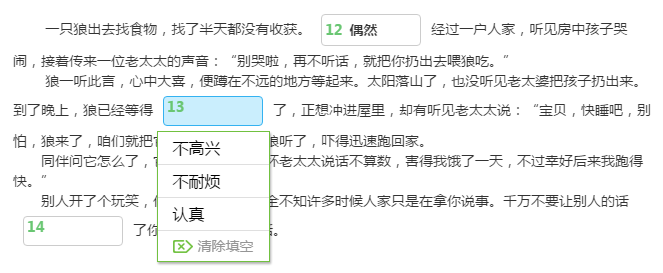 一只狼出去找食物，找了半天都没有收获。 12 偶然 经过一户人家，听见房中孩子哭
闹，接着传来一位老太太的声音：“别哭啦，再不听话，就把你扔出去喂狼吃。”
狼一听此言，心中大喜，便蹲在不远的地方等起来。太阳落山了，也没听见老太婆把孩子扔出来。
到了晚上，狼已经等得 13 了，正想冲进屋里，却有听见老太太说：“宝贝，快睡吧，别
怕，狼来了，咱们就把 狼听了，吓得迅速跑回家。
不高兴
同伴问它怎么了， 老太太说话不算数，害得我饿了一天，不过幸好后来我跑得
不耐烦
快。”
别人开了个玩笑， 不知许多时候人家只是在拿你说事。千万不要让别人的话
认真
14 了 。
清除填空